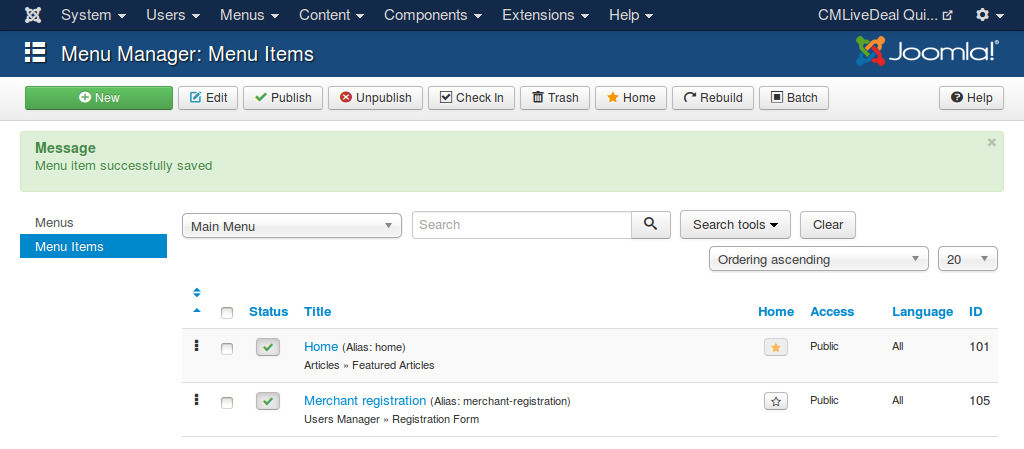 System Users Menus Content Components Extensions Help CMLiveDeal Qui...
Menu Manager: Menu Items Joomla!®
New Edit Publish Unpublish Check In Trash Home Rebuild Batch Help
Message ×
Menu item successfully saved
Menus
Menu Items
Main Menu Search Search tools Clear
Ordering ascending 20
Status Title Home Access Language ID
Home (Alias: home) Public All 101
Articles » Featured Articles
Merchant registration (Alias: merchant-registration) Public All 105
Users Manager » Registration Form